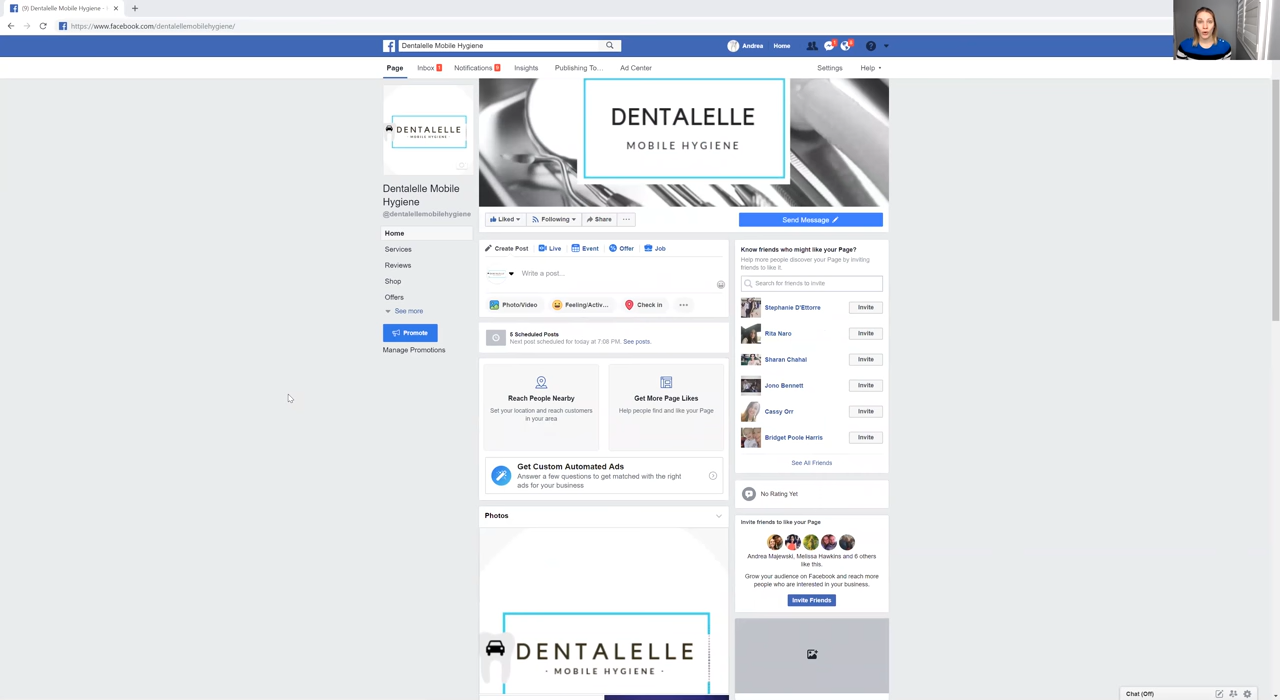 (9) Dentalelle Mobile Hygiene -
https://www.facebook.com/dentalellemobilehygiene/
Dentalelle Mobile Hygiene
Andrea
Home
Page
Inbox 1
Notifications 8
Insights
Publishing To...
Ad Center
Settings
Help
DENTALELLE
MOBILE HYGIENE
DENTALELLE
MOBILE HYGIENE
Dentalelle Mobile
Hygiene
@dentalellemobilehygiene
Home
Services
Reviews
Shop
Offers
See more
Promote
Manage Promotions
Liked
Following
Share
Send Message
Create Post
Live
Event
Offer
Job
Write a post...
Photo/Video
Feeling/Activ...
Check in
5 Scheduled Posts
Next post scheduled for today at 7:08 PM. See posts.
Reach People Nearby
Set your location and reach customers
in your area
Get More Page Likes
Help people find and like your Page
Get Custom Automated Ads
Answer a few questions to get matched with the right
ads for your business
Photos
DENTALELLE
· MOBILE HYGIENE ·
Know friends who might like your Page?
Help more people discover your Page by inviting
friends to like it.
Search for friends to invite
Stephanie D'Ettorre
Invite
Rita Naro
Invite
Sharan Chahal
Invite
Jono Bennett
Invite
Cassy Orr
Invite
Bridget Poole Harris
Invite
See All Friends
No Rating Yet
Invite friends to like your Page
Andrea Majewski, Melissa Hawkins and 6 others
like this.
Grow your audience on Facebook and reach more
people who are interested in your business.
Invite Friends
Chat (Off)